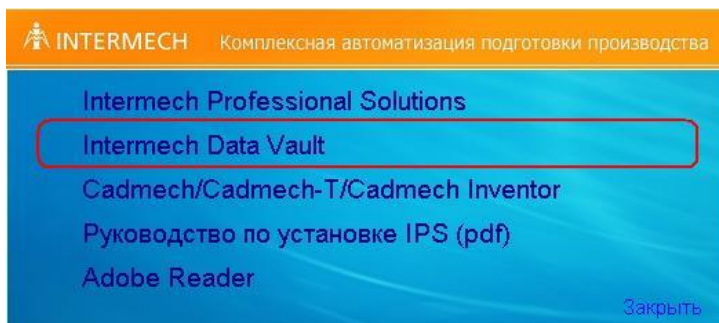 INTERMECH Комплексная автоматизация подготовки производства
Intermech Professional Solutions
Intermech Data Vault
Cadmech/Cadmech-T/Cadmech Inventor
Руководство по установке IPS (pdf)
Adobe Reader
Закрыть